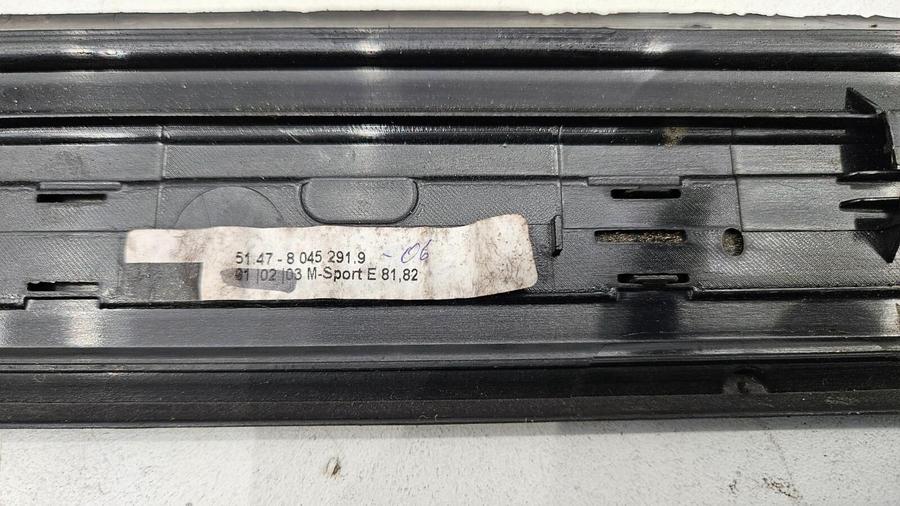 51.47 - 8 045 291.9 - 06
01 |02 |03 M-Sport E 81,82